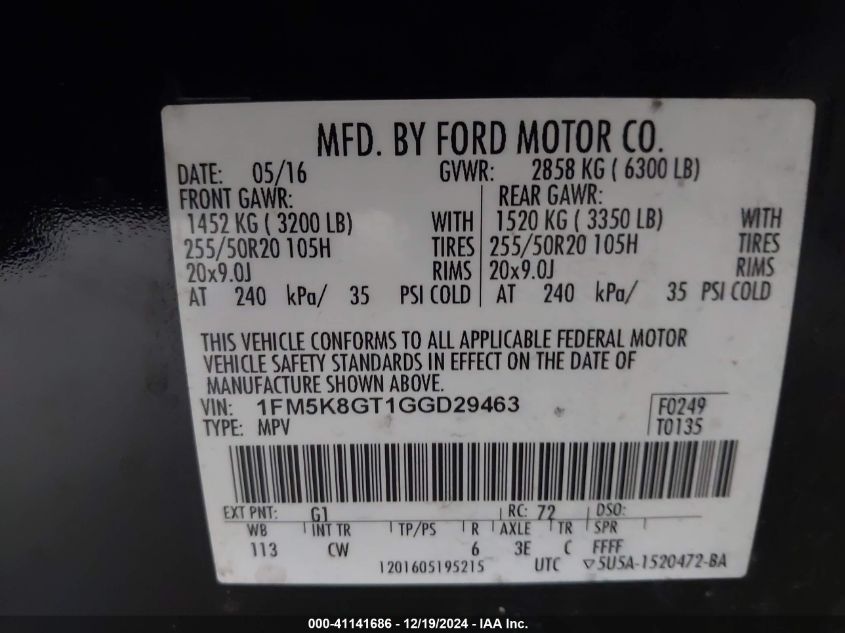 MFD. BY FORD MOTOR CO.
DATE: 05/16 GVWR: 2858 KG ( 6300 LB)
FRONT GAWR: REAR GAWR:
1452 KG ( 3200 LB) WITH 1520 KG ( 3350 LB) WITH
255/50R20 105H TIRES 255/50R20 105H TIRES
20x9.0J RIMS 20x9.0J RIMS
AT 240 kPa/ 35 PSI COLD AT 240 kPa/ 35 PSI COLD
THIS VEHICLE CONFORMS TO ALL APPLICABLE FEDERAL MOTOR
VEHICLE SAFETY STANDARDS IN EFFECT ON THE DATE OF
MANUFACTURE SHOWN ABOVE.
VIN: 1FM5K8GT1GGD29463 F0249
TYPE: MPV T0135
EXT PNT: G1 RC: 72 DSO:
WB INT TR TP/PS R AXLE TR SPR
113 CW 6 3E C FFFF
1201605195215 UTC ▽5U5A-1520472-BA
000-41141686 - 12/19/2024 - IAA Inc.